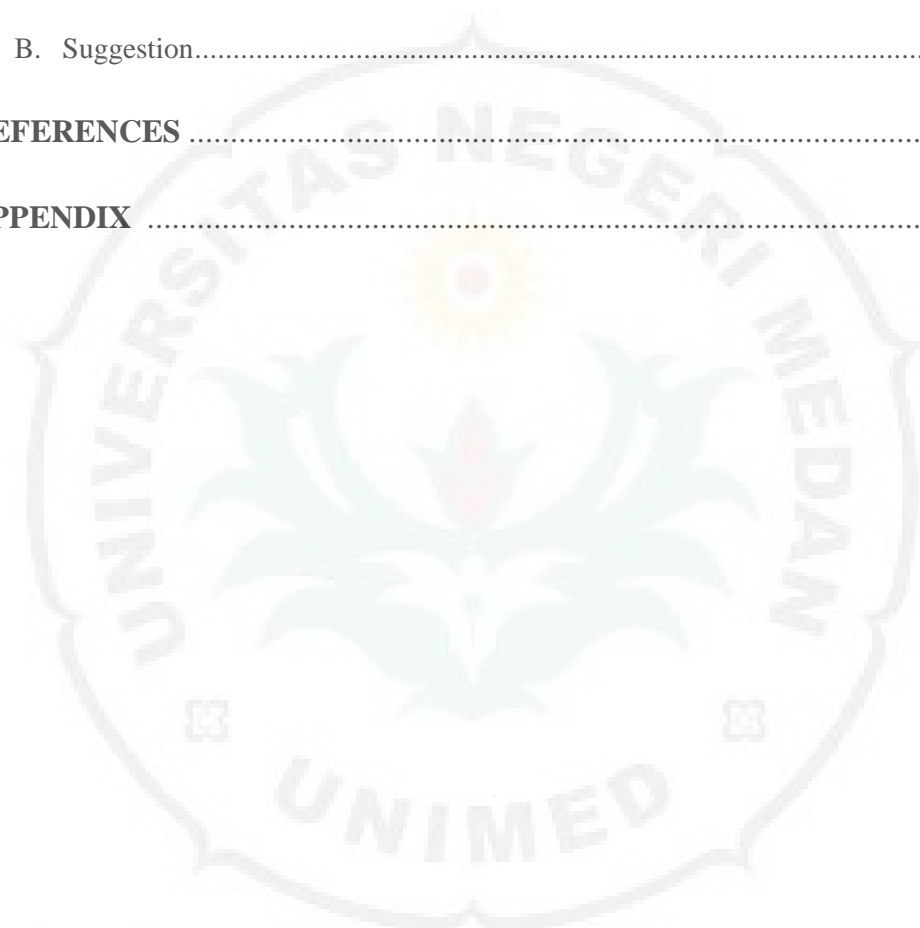 B. Suggestion..........................................................................................
EFERENCES ..........................................................................................
PPENDIX ..........................................................................................
UNIVERSITAS NEGERI MEDAN
UNIMED